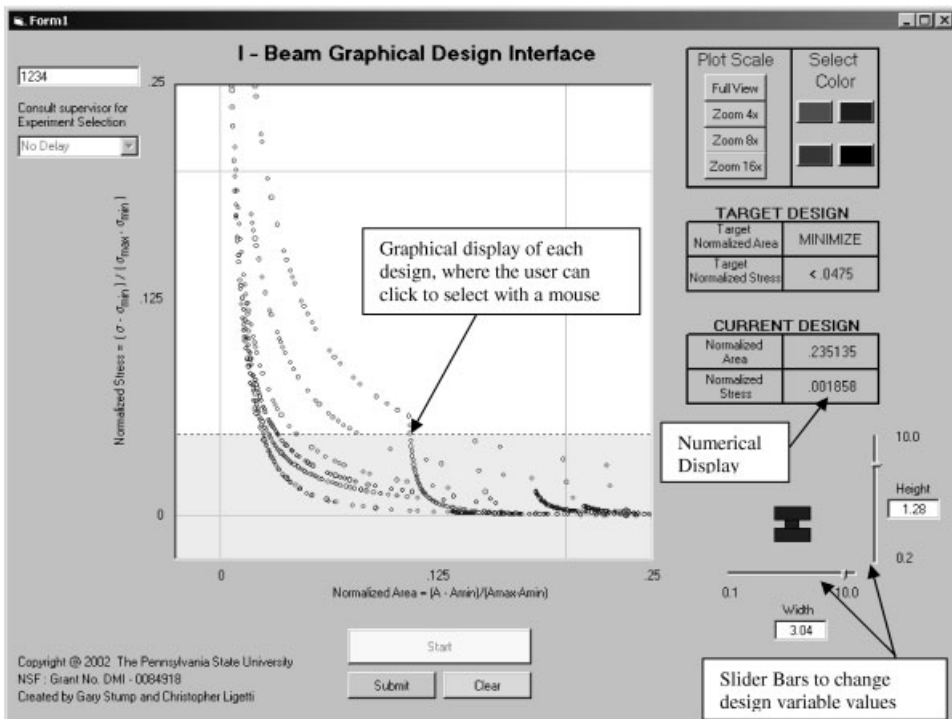 Form1
I - Beam Graphical Design Interface
1234
Consult supervisor for
Experiment Selection
No Delay
.25
.125
0
Normalized Stress = ( σ - σmin) / ( σmax - σmin )
Graphical display of each
design, where the user can
click to select with a mouse
0
.125
.25
Normalized Area = (A - Amin)/(Amax-Amin)
Plot Scale
Full View
Zoom 4x
Zoom 8x
Zoom 16x
Select
Color
TARGET DESIGN
Target
Normalized Area
MINIMIZE
Target
Normalized Stress
< .0475
CURRENT DESIGN
Normalized
Area
.235135
Normalized
Stress
.001858
Numerical
Display
10.0
Height
1.28
0.2
0.1
10.0
Width
3.04
Slider Bars to change
design variable values
Start
Submit
Clear
Copyright @ 2002 The Pennsylvania State University
NSF : Grant No. DMI - 0084918
Created by Gary Stump and Christopher Ligetti